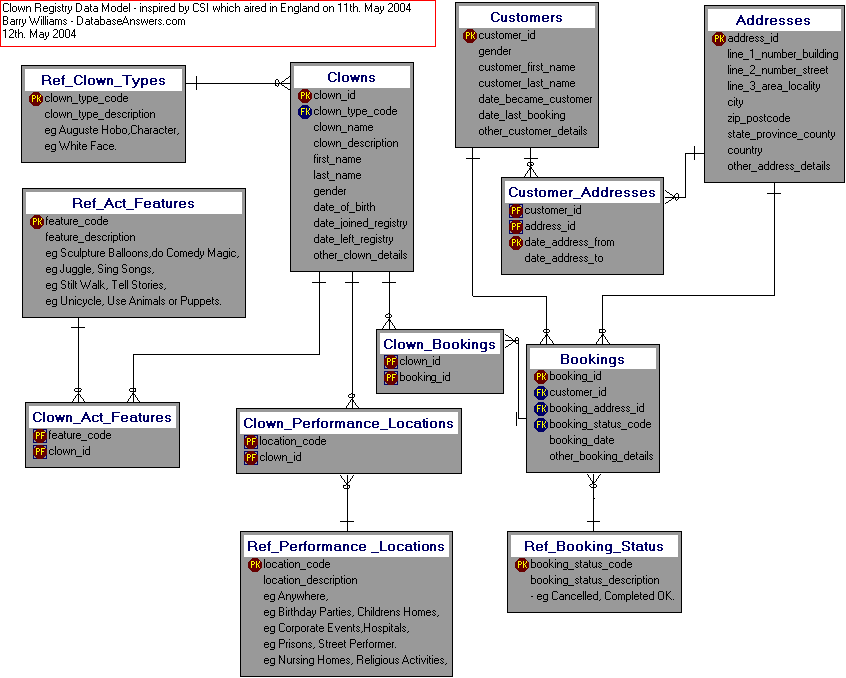 Clown Registry Data Model - inspired by CSI which aired in England on 11th. May 2004
Barry Williams - DatabaseAnswers.com
12th. May 2004
Customers
PK customer_id
gender
customer_first_name
customer_last_name
date_became_customer
date_last_booking
other_customer_details
Addresses
PK address_id
line_1_number_building
line_2_number_street
line_3_area_locality
city
zip_postcode
state_province_county
country
other_address_details
Ref_Clown_Types
PK clown_type_code
clown_type_description
eg Auguste Hobo,Character,
eg White Face.
Clowns
PK clown_id
FK clown_type_code
clown_name
clown_description
first_name
last_name
gender
date_of_birth
date_joined_registry
date_left_registry
other_clown_details
Customer_Addresses
PF customer_id
PF address_id
PK date_address_from
date_address_to
Ref_Act_Features
PK feature_code
feature_description
eg Sculpture Balloons,do Comedy Magic,
eg Juggle, Sing Songs,
eg Stilt Walk, Tell Stories,
eg Unicycle, Use Animals or Puppets.
Clown_Bookings
PF clown_id
PF booking_id
Bookings
PK booking_id
FK customer_id
FK booking_address_id
FK booking_status_code
booking_date
other_booking_details
Clown_Act_Features
PF feature_code
PF clown_id
Clown_Performance_Locations
PF location_code
PF clown_id
Ref_Performance _Locations
PK location_code
location_description
eg Anywhere,
eg Birthday Parties, Childrens Homes,
eg Corporate Events,Hospitals,
eg Prisons, Street Performer.
eg Nursing Homes, Religious Activities,
Ref_Booking_Status
PK booking_status_code
booking_status_description
- eg Cancelled, Completed OK.